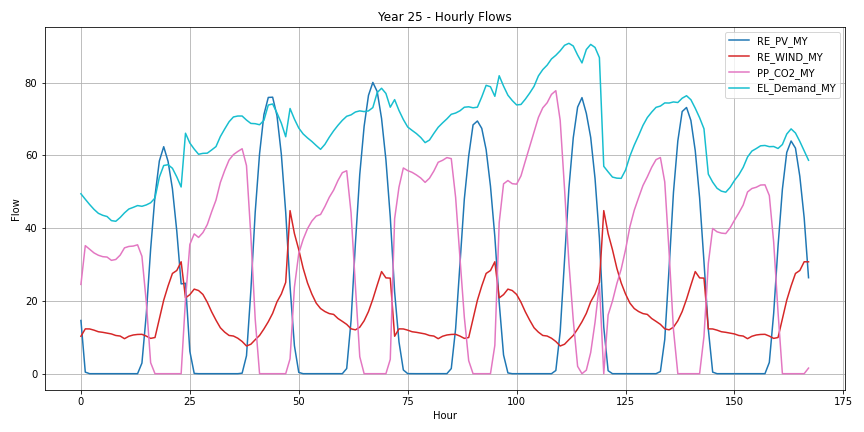 Year 25 - Hourly Flows
RE_PV_MY
RE_WIND_MY
PP_CO2_MY
EL_Demand_MY
80
60
40
20
0
Flow
0
25
50
75
100
125
150
175
Hour